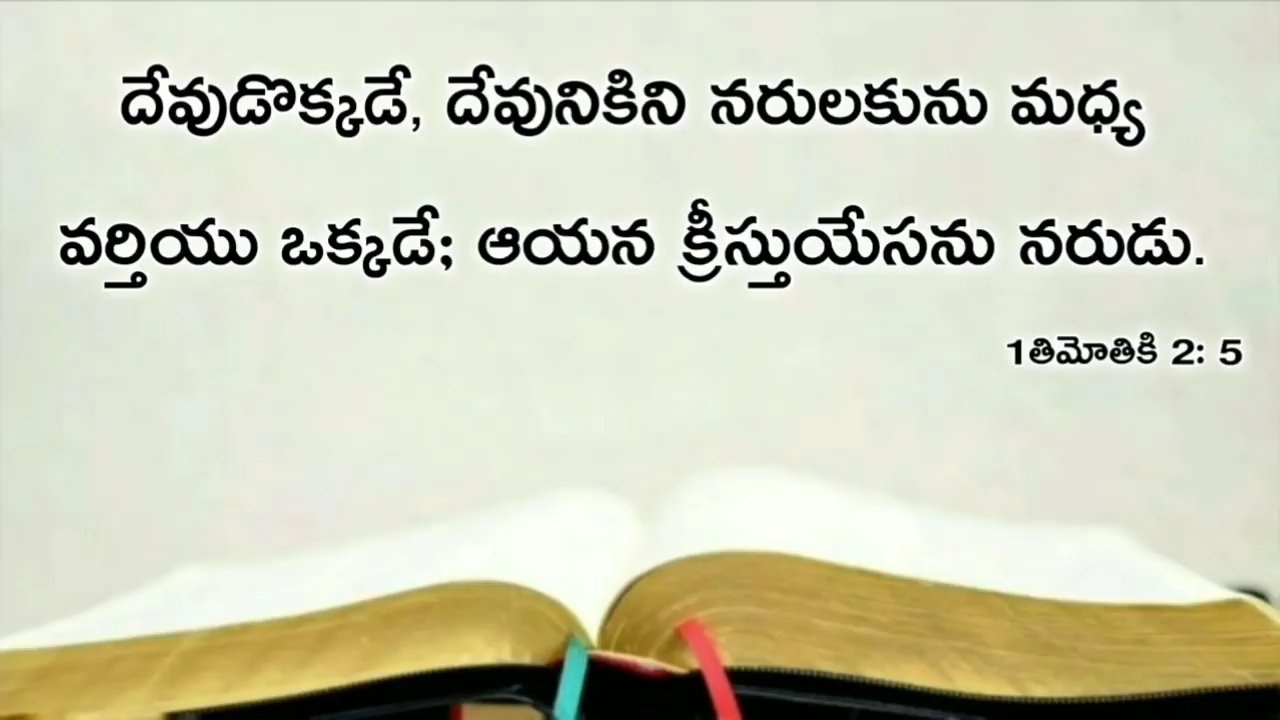 దేవుడొక్కడే, దేవునికిని నరులకును మధ్య
వర్తియు ఒక్కడే; ఆయన క్రీస్తుయేసను నరుడు.
1తిమోతికి 2: 5